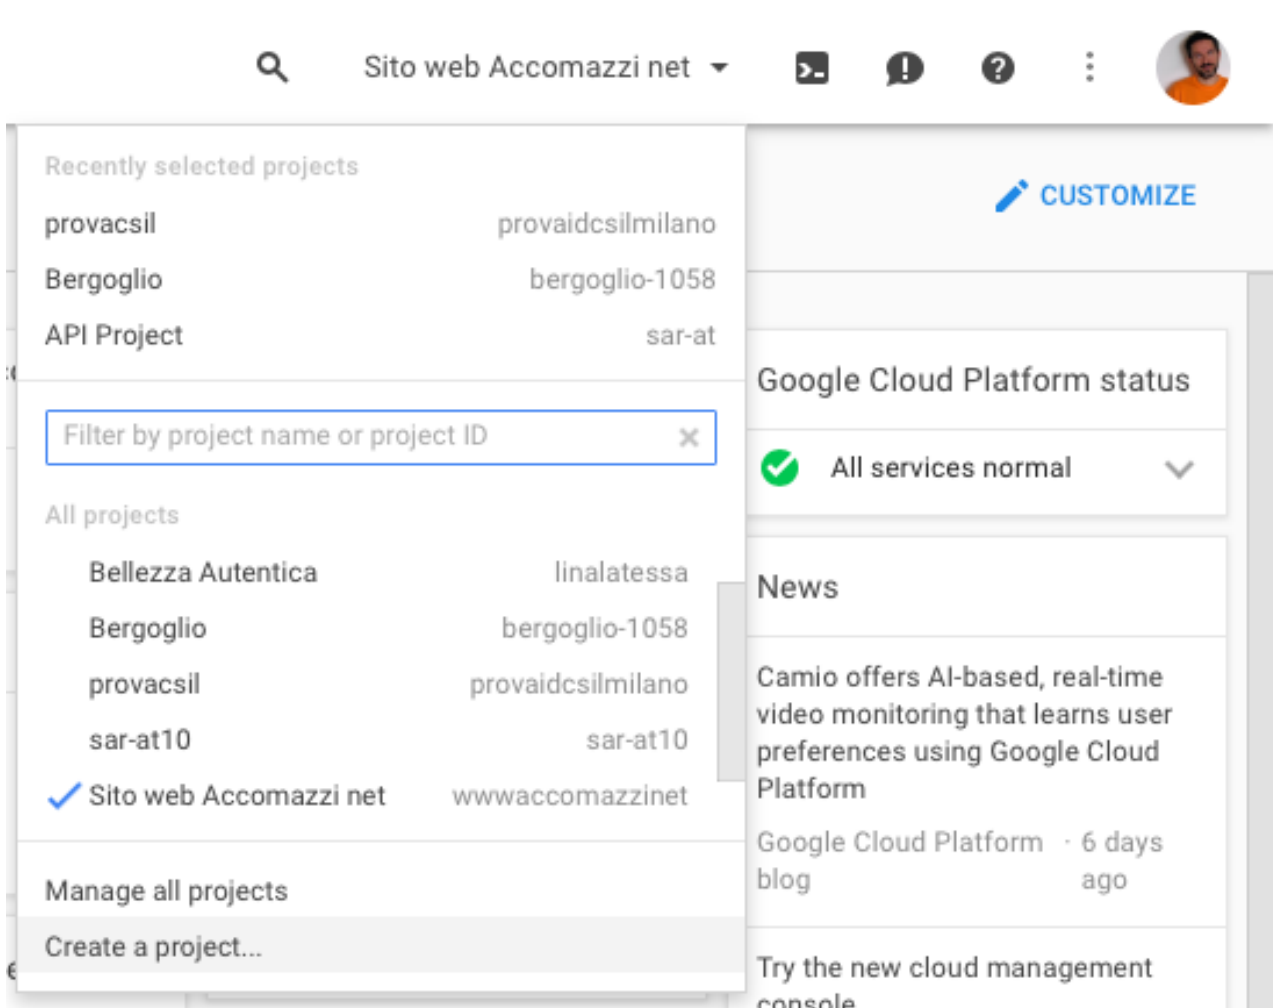 Sito web Accomazzi net
Recently selected projects
provacsil provaidcsilmilano
Bergoglio bergoglio-1058
API Project sar-at
Filter by project name or project ID
All projects
Bellezza Autentica linalatessa
Bergoglio bergoglio-1058
provacsil provaidcsilmilano
sar-at10 sar-at10
Sito web Accomazzi net wwwaccomazzinet
Manage all projects
Create a project...
CUSTOMIZE
Google Cloud Platform status
All services normal
News
Camio offers AI-based, real-time
video monitoring that learns user
preferences using Google Cloud
Platform
Google Cloud Platform · 6 days
blog ago
Try the new cloud management
console